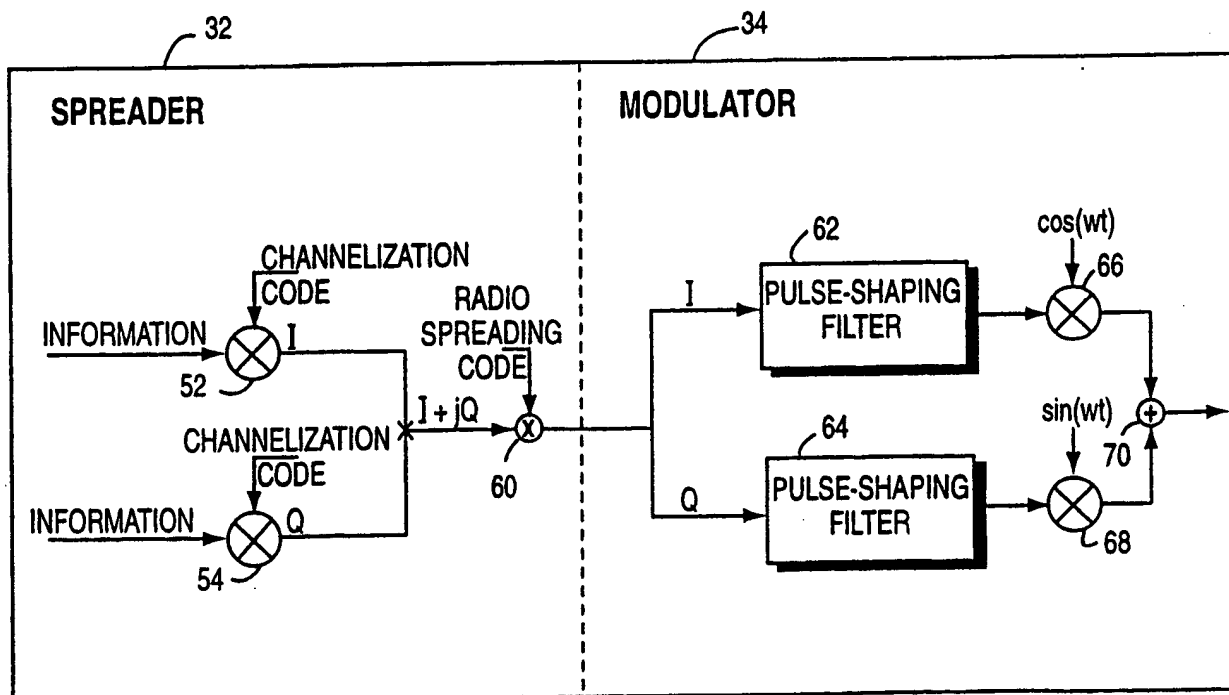 32
34
SPREADER
MODULATOR
CHANNELIZATION
CODE
INFORMATION
I
52
RADIO
SPREADING
CODE
I + jQ
60
CHANNELIZATION
CODE
INFORMATION
Q
54
62
I
PULSE-SHAPING
FILTER
cos(wt)
66
64
Q
PULSE-SHAPING
FILTER
sin(wt)
68
+
70
X